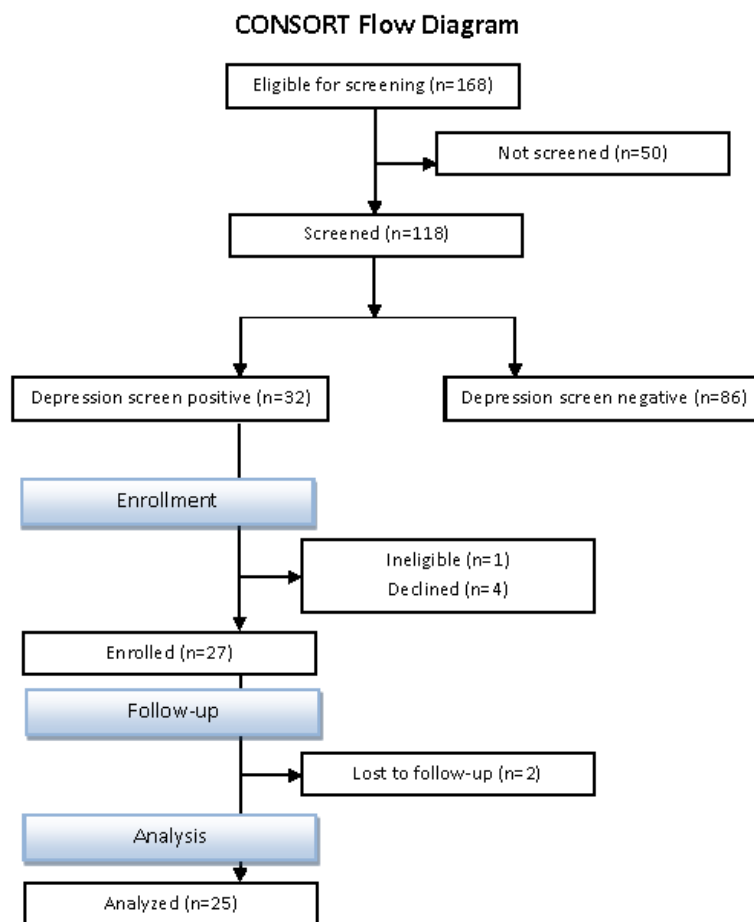 CONSORT Flow Diagram
Eligible for screening (n=168)
Not screened (n=50)
Screened (n=118)
Depression screen positive (n=32)
Depression screen negative (n=86)
Enrollment
Ineligible (n=1)
Declined (n=4)
Enrolled (n=27)
Follow-up
Lost to follow-up (n=2)
Analysis
Analyzed (n=25)